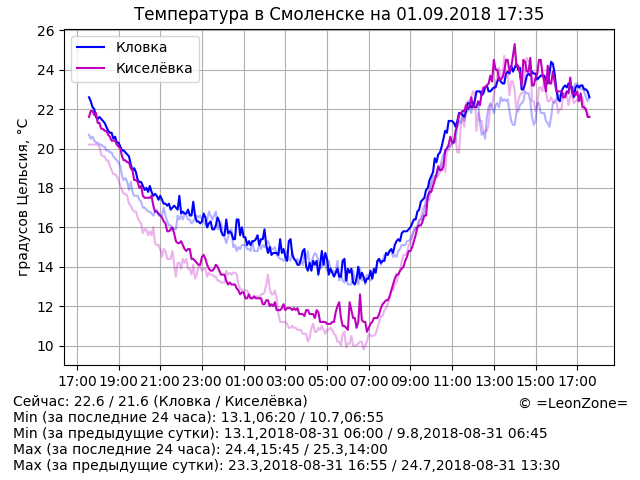 Температура в Смоленске на 01.09.2018 17:35
Кловка
Киселёвка
градусов Цельсия, °C
26
24
22
20
18
16
14
12
10
17:00 19:00 21:00 23:00 01:00 03:00 05:00 07:00 09:00 11:00 13:00 15:00 17:00
Сейчас: 22.6 / 21.6 (Кловка / Киселёвка)
© =LeonZone=
Min (за последние 24 часа): 13.1,06:20 / 10.7,06:55
Min (за предыдущие сутки): 13.1,2018-08-31 06:00 / 9.8,2018-08-31 06:45
Max (за последние 24 часа): 24.4,15:45 / 25.3,14:00
Max (за предыдущие сутки): 23.3,2018-08-31 16:55 / 24.7,2018-08-31 13:30